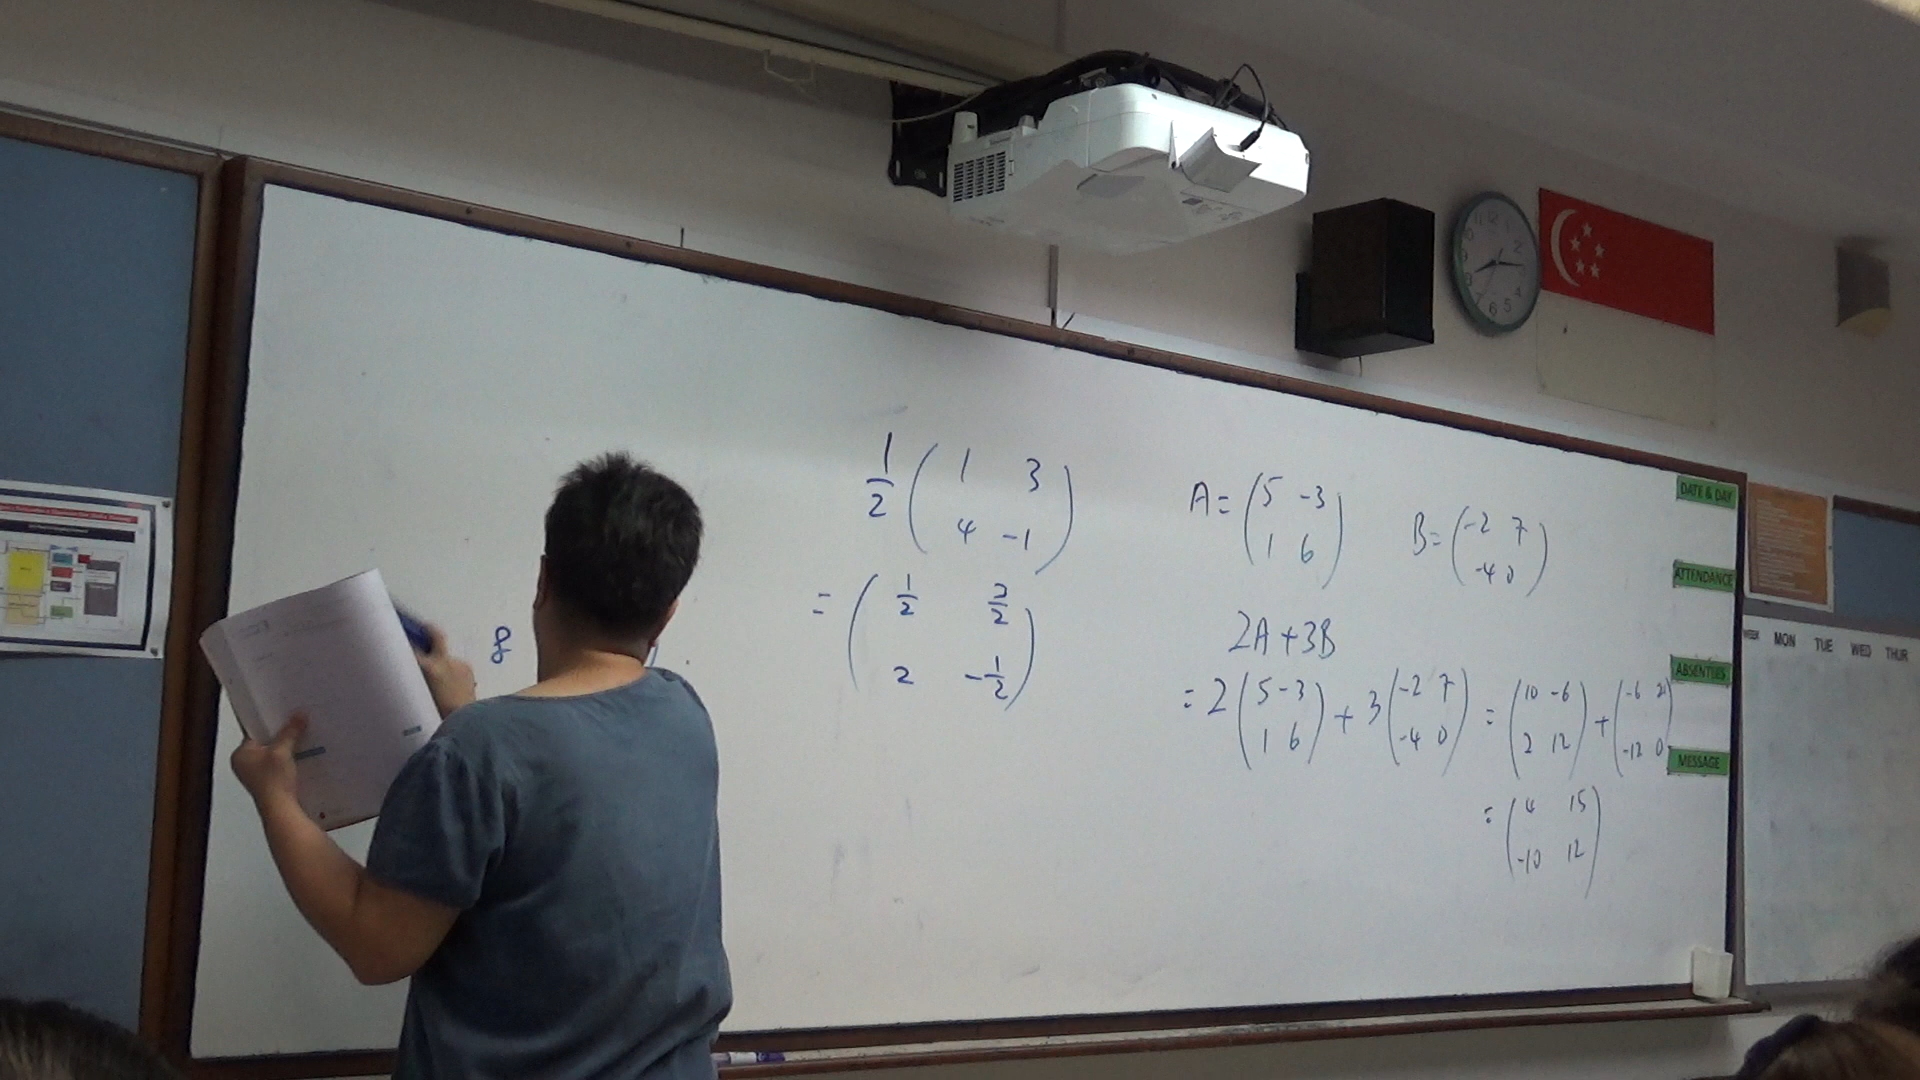 8
1/2 ( 1 3
4 -1 )
= ( 1/2 3/2
2 -1/2 )
A = ( 5 -3
1 6 )
B = ( -2 7
-4 0 )
2A + 3B
= 2 ( 5 -3
1 6 ) + 3 ( -2 7
-4 0 ) = ( 10 -6
2 12 ) + ( -6 21
-12 0 )
= ( 4 15
-10 12 )
DATE & DAY
ATTENDANCE
ABSENTEES
MESSAGE
WEEK MON TUE WED THUR